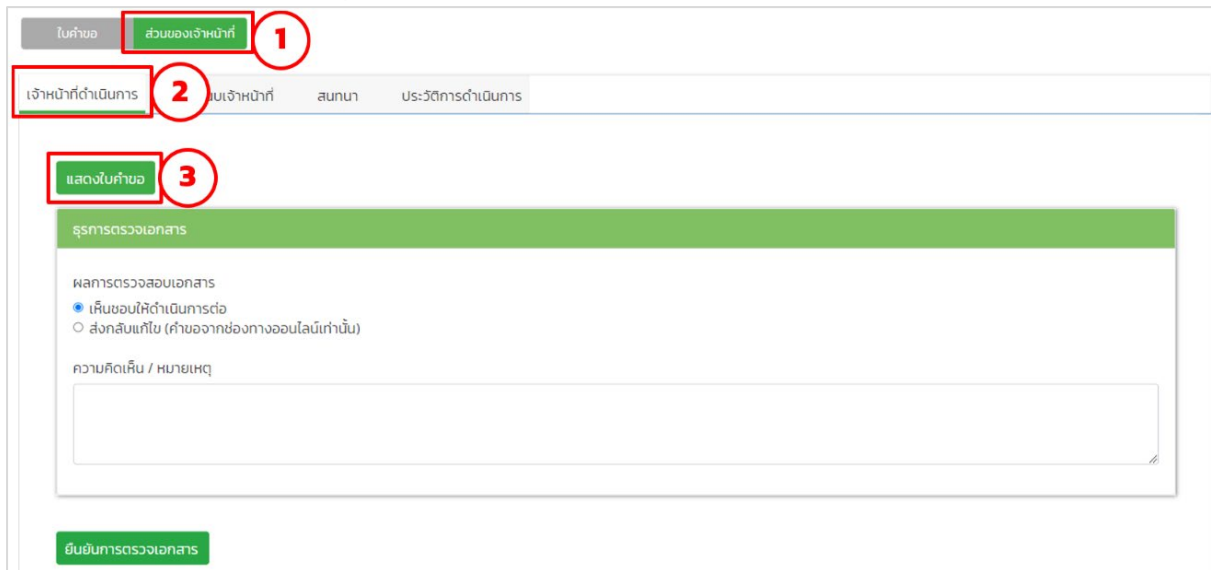 ใบคำขอ ส่วนของเจ้าหน้าที่ 1
เจ้าหน้าที่ดำเนินการ 2 บเจ้าหน้าที่ สนทนา ประวัติการดำเนินการ
แสดงใบคำขอ 3
ธุรการตรวจเอกสาร
ผลการตรวจสอบเอกสาร
เห็นชอบให้ดำเนินการต่อ
ส่งกลับแก้ไข (คำขอจากช่องทางออนไลน์เท่านั้น)
ความคิดเห็น / หมายเหตุ
ยืนยันการตรวจเอกสาร